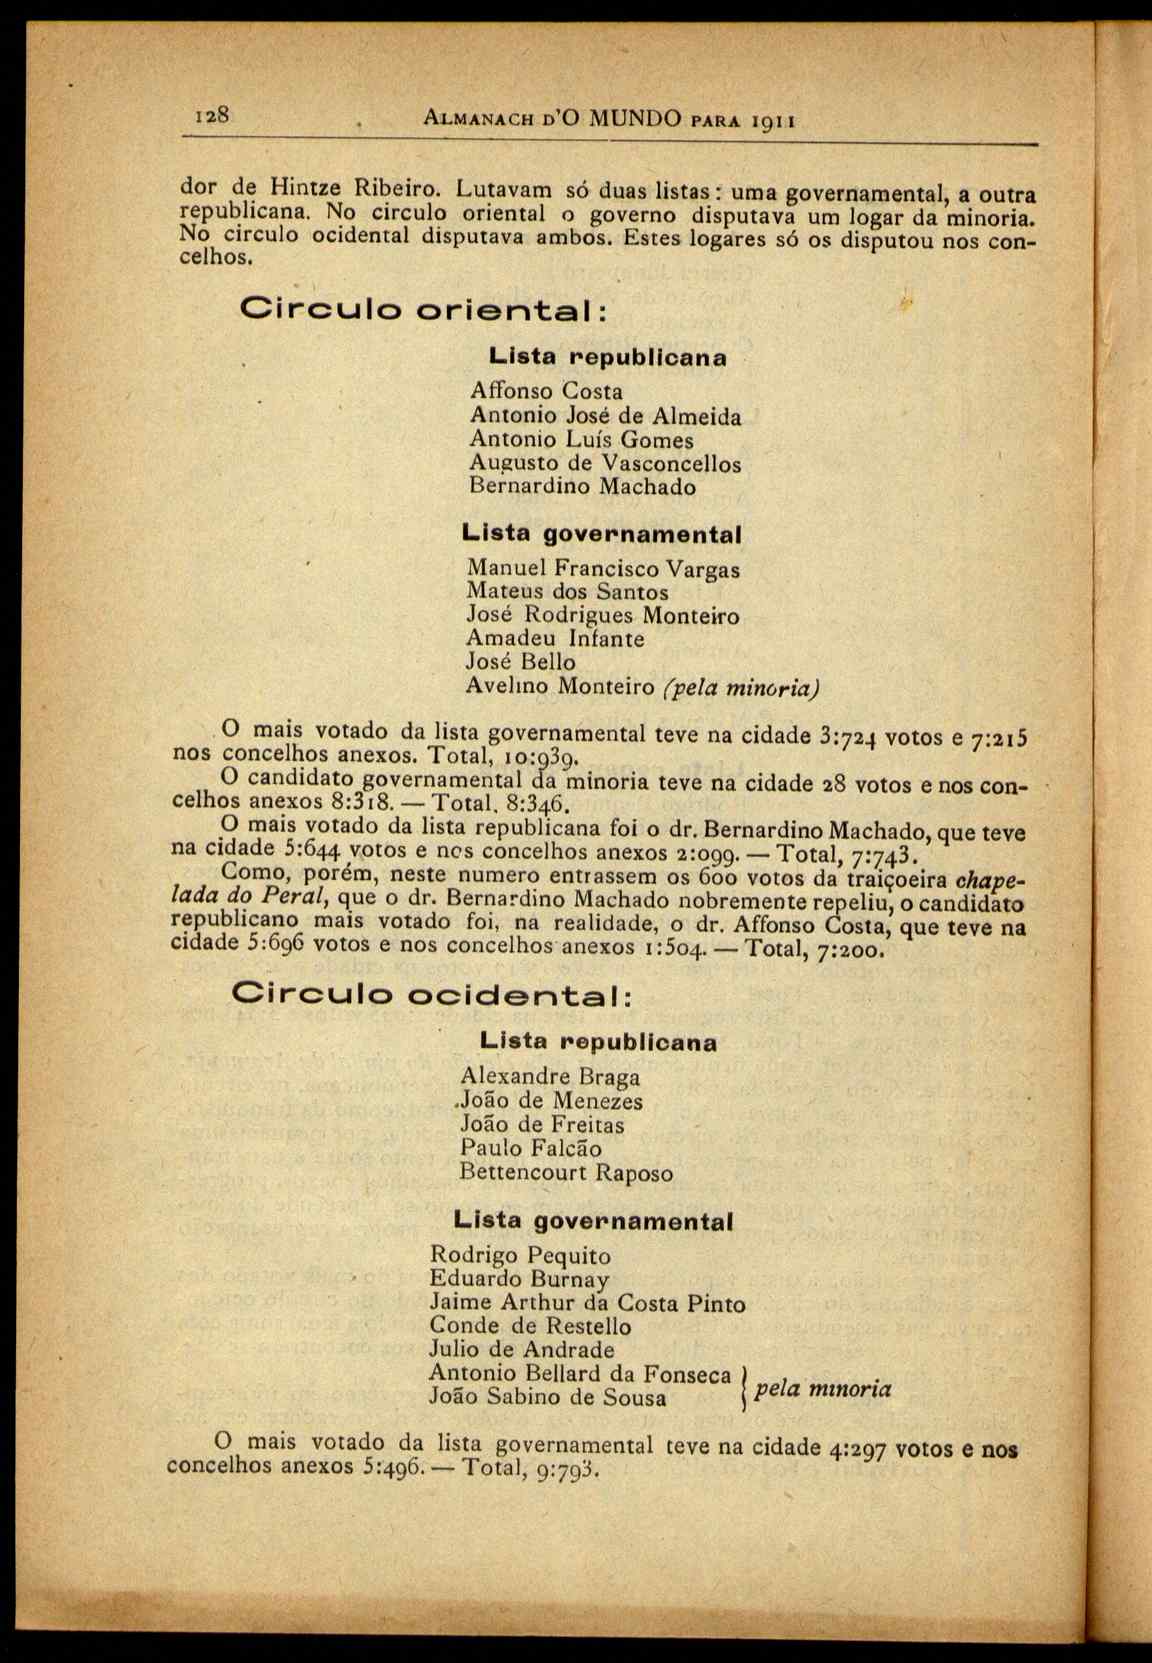 128 ALMANACH D'O MUNDO PARA 1911
dor de Hintze Ribeiro. Lutavam só duas listas: uma governamental, a outra
republicana. No circulo oriental o governo disputava um logar da minoria.
No circulo ocidental disputava ambos. Estes logares só os disputou nos con-
celhos.
Circulo oriental:
Lista republicana
Affonso Costa
Antonio José de Almeida
Antonio Luís Gomes
Augusto de Vasconcellos
Bernardino Machado
Lista governamental
Manuel Francisco Vargas
Mateus dos Santos
José Rodrigues Monteiro
Amadeu Infante
José Bello
Avelino Monteiro (pela minoria)
O mais votado da lista governamental teve na cidade 3:724 votos e 7:215
nos concelhos anexos. Total, 10:939.
O candidato governamental da minoria teve na cidade 28 votos e nos con-
celhos anexos 8:318. — Total. 8:346.
O mais votado da lista republicana foi o dr. Bernardino Machado, que teve
na cidade 5:644 votos e nos concelhos anexos 2:099. — Total, 7:743.
Como, porém, neste numero entrassem os 600 votos da traiçoeira chape-
lada do Peral, que o dr. Bernardino Machado nobremente repeliu, o candidato
republicano mais votado foi, na realidade, o dr. Affonso Costa, que teve na
cidade 5:696 votos e nos concelhos anexos 1:504. — Total, 7:200.
Circulo ocidental:
Lista republicana
Alexandre Braga
João de Menezes
João de Freitas
Paulo Falcão
Bettencourt Raposo
Lista governamental
Rodrigo Pequito
Eduardo Burnay
Jaime Arthur da Costa Pinto
Conde de Restello
Julio de Andrade
Antonio Bellard da Fonseca
João Sabino de Sousa } pela minoria
O mais votado da lista governamental teve na cidade 4:297 votos e nos
concelhos anexos 5:496. — Total, 9:793.